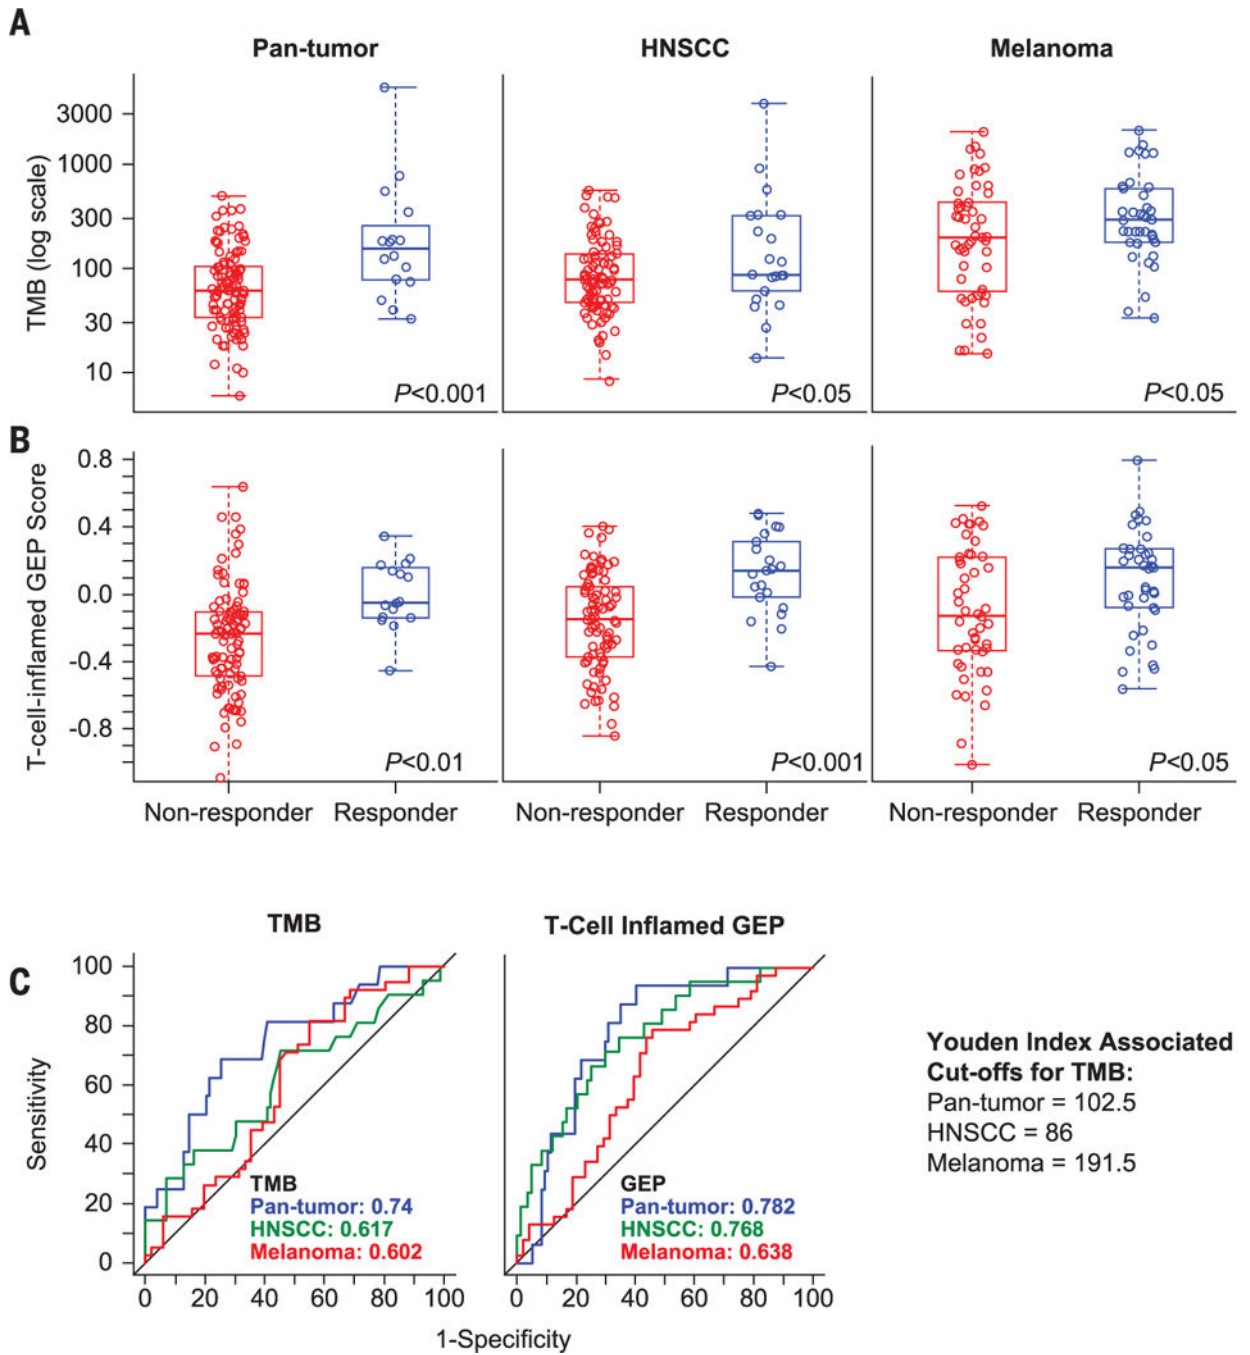 A
Pan-tumor
HNSCC
Melanoma
TMB (log scale)
3000
1000
300
100
30
10
P<0.001
P<0.05
P<0.05
B
T-cell-inflamed GEP Score
0.8
0.4
0.0
-0.4
-0.8
P<0.01
P<0.001
P<0.05
Non-responder Responder
Non-responder Responder
Non-responder Responder
C
TMB
T-Cell Inflamed GEP
Sensitivity
100
80
60
40
20
0
TMB
Pan-tumor: 0.74
HNSCC: 0.617
Melanoma: 0.602
0 20 40 60 80 100
GEP
Pan-tumor: 0.782
HNSCC: 0.768
Melanoma: 0.638
0 20 40 60 80 100
1-Specificity
Youden Index Associated
Cut-offs for TMB:
Pan-tumor = 102.5
HNSCC = 86
Melanoma = 191.5